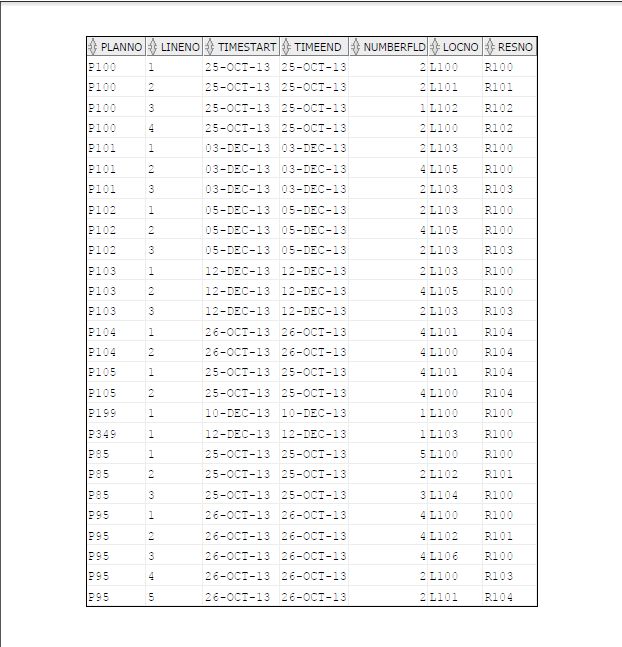 PLANNO LINENO TIMESTART TIMEEND NUMBERFLD LOCNO RESNO
P100 1 25-OCT-13 25-OCT-13 2 L100 R100
P100 2 25-OCT-13 25-OCT-13 2 L101 R101
P100 3 25-OCT-13 25-OCT-13 1 L102 R102
P100 4 25-OCT-13 25-OCT-13 2 L100 R102
P101 1 03-DEC-13 03-DEC-13 2 L103 R100
P101 2 03-DEC-13 03-DEC-13 4 L105 R100
P101 3 03-DEC-13 03-DEC-13 2 L103 R103
P102 1 05-DEC-13 05-DEC-13 2 L103 R100
P102 2 05-DEC-13 05-DEC-13 4 L105 R100
P102 3 05-DEC-13 05-DEC-13 2 L103 R103
P103 1 12-DEC-13 12-DEC-13 2 L103 R100
P103 2 12-DEC-13 12-DEC-13 4 L105 R100
P103 3 12-DEC-13 12-DEC-13 2 L103 R103
P104 1 26-OCT-13 26-OCT-13 4 L101 R104
P104 2 26-OCT-13 26-OCT-13 4 L100 R104
P105 1 25-OCT-13 25-OCT-13 4 L101 R104
P105 2 25-OCT-13 25-OCT-13 4 L100 R104
P199 1 10-DEC-13 10-DEC-13 1 L100 R100
P349 1 12-DEC-13 12-DEC-13 1 L103 R100
P85 1 25-OCT-13 25-OCT-13 5 L100 R100
P85 2 25-OCT-13 25-OCT-13 2 L102 R101
P85 3 25-OCT-13 25-OCT-13 3 L104 R100
P95 1 26-OCT-13 26-OCT-13 4 L100 R100
P95 2 26-OCT-13 26-OCT-13 4 L102 R101
P95 3 26-OCT-13 26-OCT-13 4 L106 R100
P95 4 26-OCT-13 26-OCT-13 2 L100 R103
P95 5 26-OCT-13 26-OCT-13 2 L101 R104